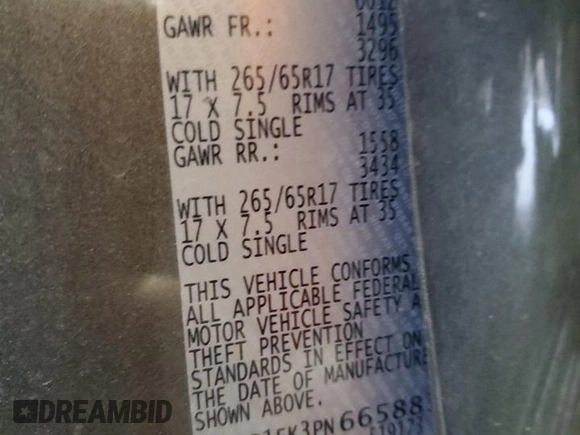 6012
GAWR FR.: 1495
3296
WITH 265/65R17 TIRES
17 X 7.5 RIMS AT 35
COLD SINGLE
GAWR RR.: 1558
3434
WITH 265/65R17 TIRES
17 X 7.5 RIMS AT 35
COLD SINGLE
THIS VEHICLE CONFORMS
ALL APPLICABLE FEDERAL
MOTOR VEHICLE SAFETY A
THEFT PREVENTION
STANDARDS IN EFFECT ON
THE DATE OF MANUFACTURE
SHOWN ABOVE.
K3PN66588
DREAMBID